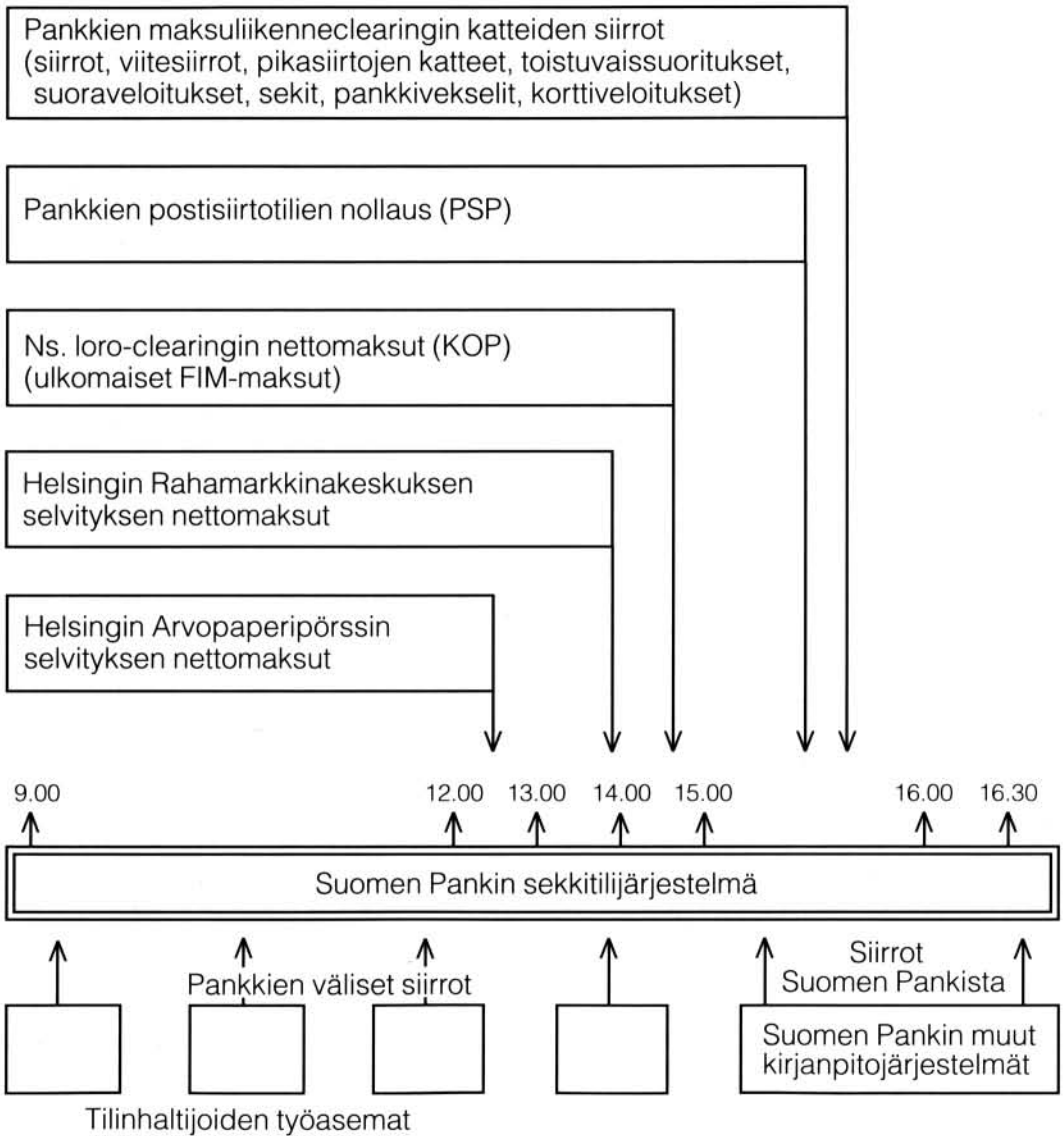 Pankkien maksuliikenneclearingin katteiden siirrot
(siirrot, viitesiirrot, pikasiirtojen katteet, toistuvaissuoritukset,
suoraveloitukset, sekit, pankkivekselit, korttiveloitukset)
Pankkien postisiirtotilien nollaus (PSP)
Ns. loro-clearingin nettomaksut (KOP)
(ulkomaiset FIM-maksut)
Helsingin Rahamarkkinakeskuksen
selvityksen nettomaksut
Helsingin Arvopaperipörssin
selvityksen nettomaksut
9.00 12.00 13.00 14.00 15.00 16.00 16.30
Suomen Pankin sekkitilijärjestelmä
Pankkien väliset siirrot
Siirrot
Suomen Pankista
Suomen Pankin muut
kirjanpitojärjestelmät
Tilinhaltijoiden työasemat